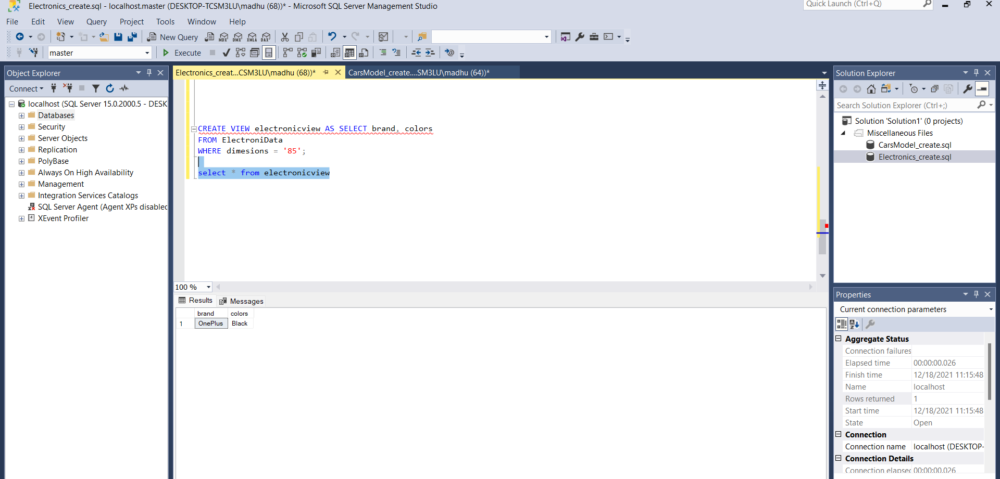 Electronics_create.sql - localhost.master (DESKTOP-TCSM3LU\madhu (68))* - Microsoft SQL Server Management Studio
Quick Launch (Ctrl+Q)
File Edit View Query Project Tools Window Help
New Query
MDX DMX XMLA DAX
master
Execute
Object Explorer
Connect
localhost (SQL Server 15.0.2000.5 - DESK
Databases
Security
Server Objects
Replication
PolyBase
Always On High Availability
Management
Integration Services Catalogs
SQL Server Agent (Agent XPs disabled
XEvent Profiler
Electronics_creat...CSM3LU\madhu (68))*
CarsModel_create....SM3LU\madhu (64))*
CREATE VIEW electronicview AS SELECT brand, colors
FROM ElectroniData
WHERE dimesions = '85';
select * from electronicview
100 %
Results
Messages
brand colors
1 OnePlus Black
Solution Explorer
Search Solution Explorer (Ctrl+;)
Solution 'Solution1' (0 projects)
Miscellaneous Files
CarsModel_create.sql
Electronics_create.sql
Properties
Current connection parameters
Aggregate Status
Connection failures
Elapsed time 00:00:00.026
Finish time 12/18/2021 11:15:48
Name localhost
Rows returned 1
Start time 12/18/2021 11:15:48
State Open
Connection
Connection name localhost (DESKTOP-
Connection Details
Connection elapsed 00:00:00.026